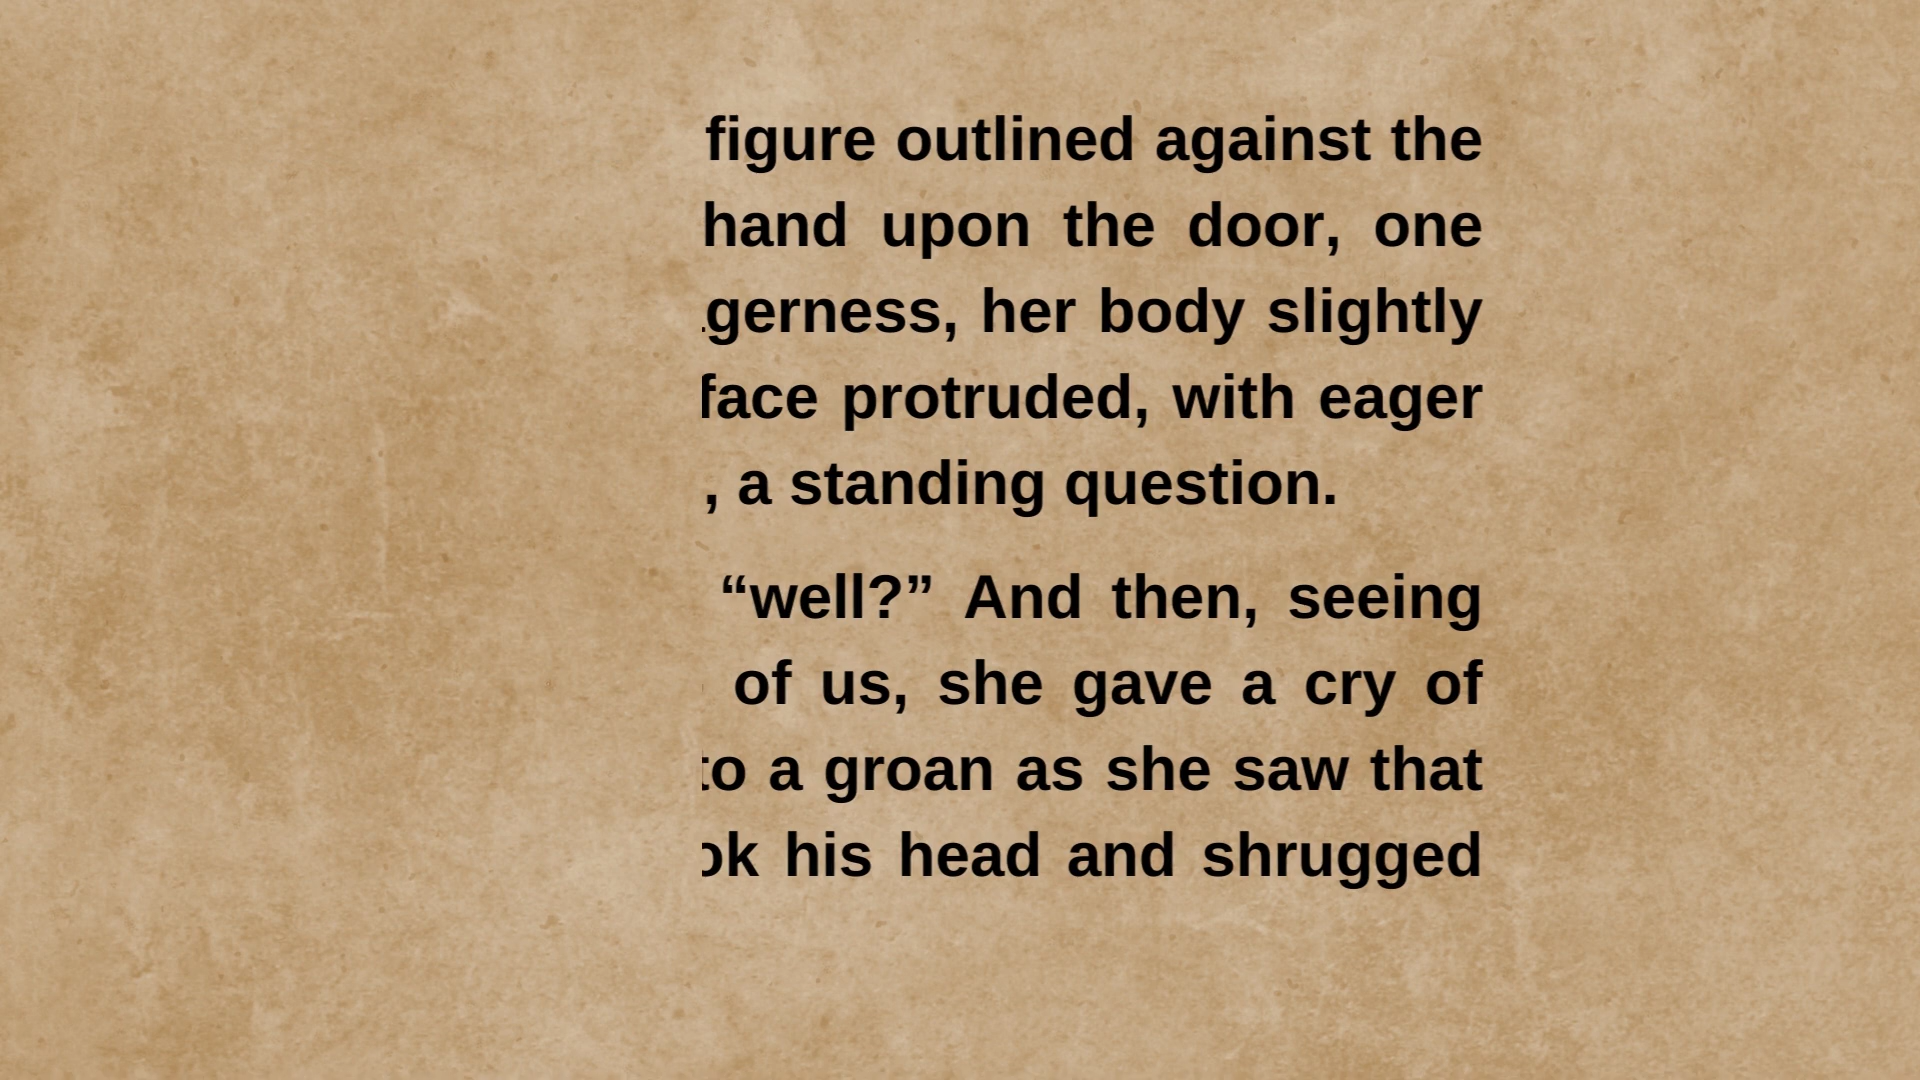 figure outlined against the
hand upon the door, one
gerness, her body slightly
face protruded, with eager
, a standing question.
“well?” And then, seeing
of us, she gave a cry of
to a groan as she saw that
ok his head and shrugged